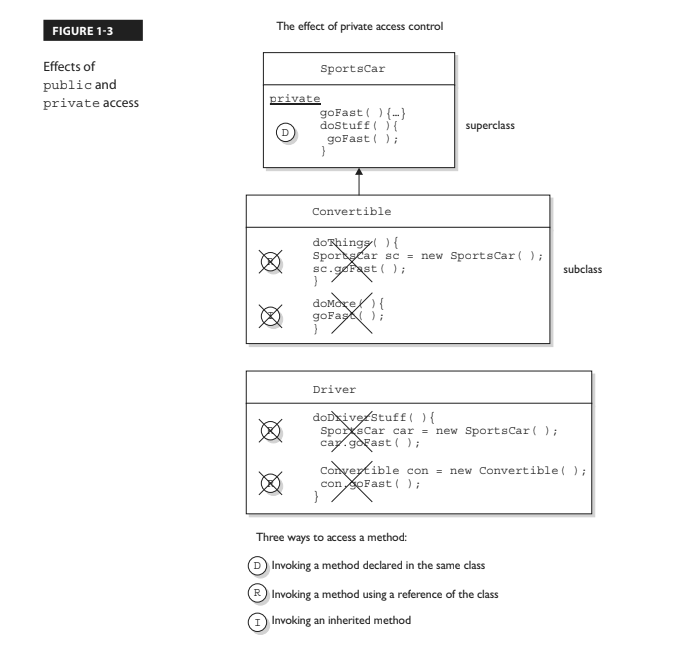 FIGURE 1-3
Effects of
public and
private access
The effect of private access control
SportsCar
private
goFast( ){…}
doStuff( ){
goFast( );
}
D
superclass
Convertible
doThings( ){
SportsCar sc = new SportsCar( );
sc.goFast( );
}
R
doMore( ){
goFast( );
}
I
subclass
Driver
doDriverStuff( ){
SportsCar car = new SportsCar( );
car.goFast( );
R
Convertible con = new Convertible( );
con.goFast( );
}
R
Three ways to access a method:
D Invoking a method declared in the same class
R Invoking a method using a reference of the class
I Invoking an inherited method